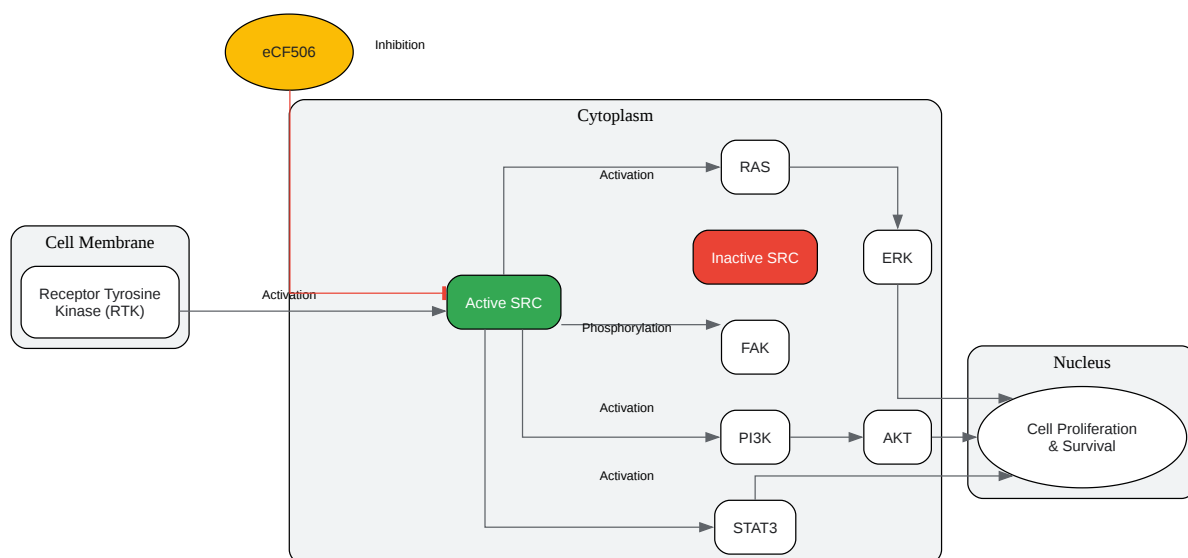 eCF506
Inhibition
Cytoplasm
RAS
Activation
Cell Membrane
Inactive SRC
ERK
Receptor Tyrosine
Kinase (RTK)
Activation
Active SRC
Phosphorylation
FAK
Nucleus
Activation
PI3K
AKT
Cell Proliferation
& Survival
Activation
STAT3